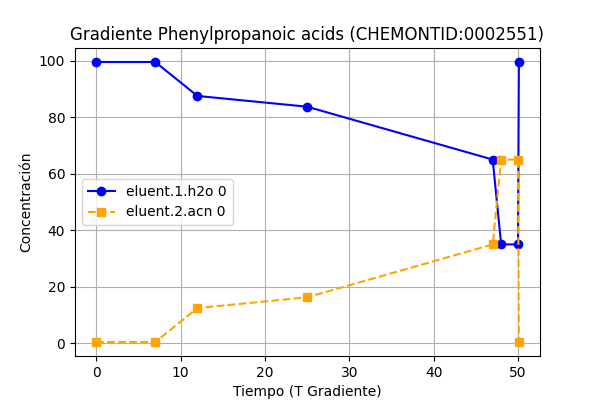 Gradiente Phenylpropanoic acids (CHEMONTID:0002551)
100
80
60
40
20
0
Concentración
eluent.1.h2o 0
eluent.2.acn 0
0 10 20 30 40 50
Tiempo (T Gradiente)